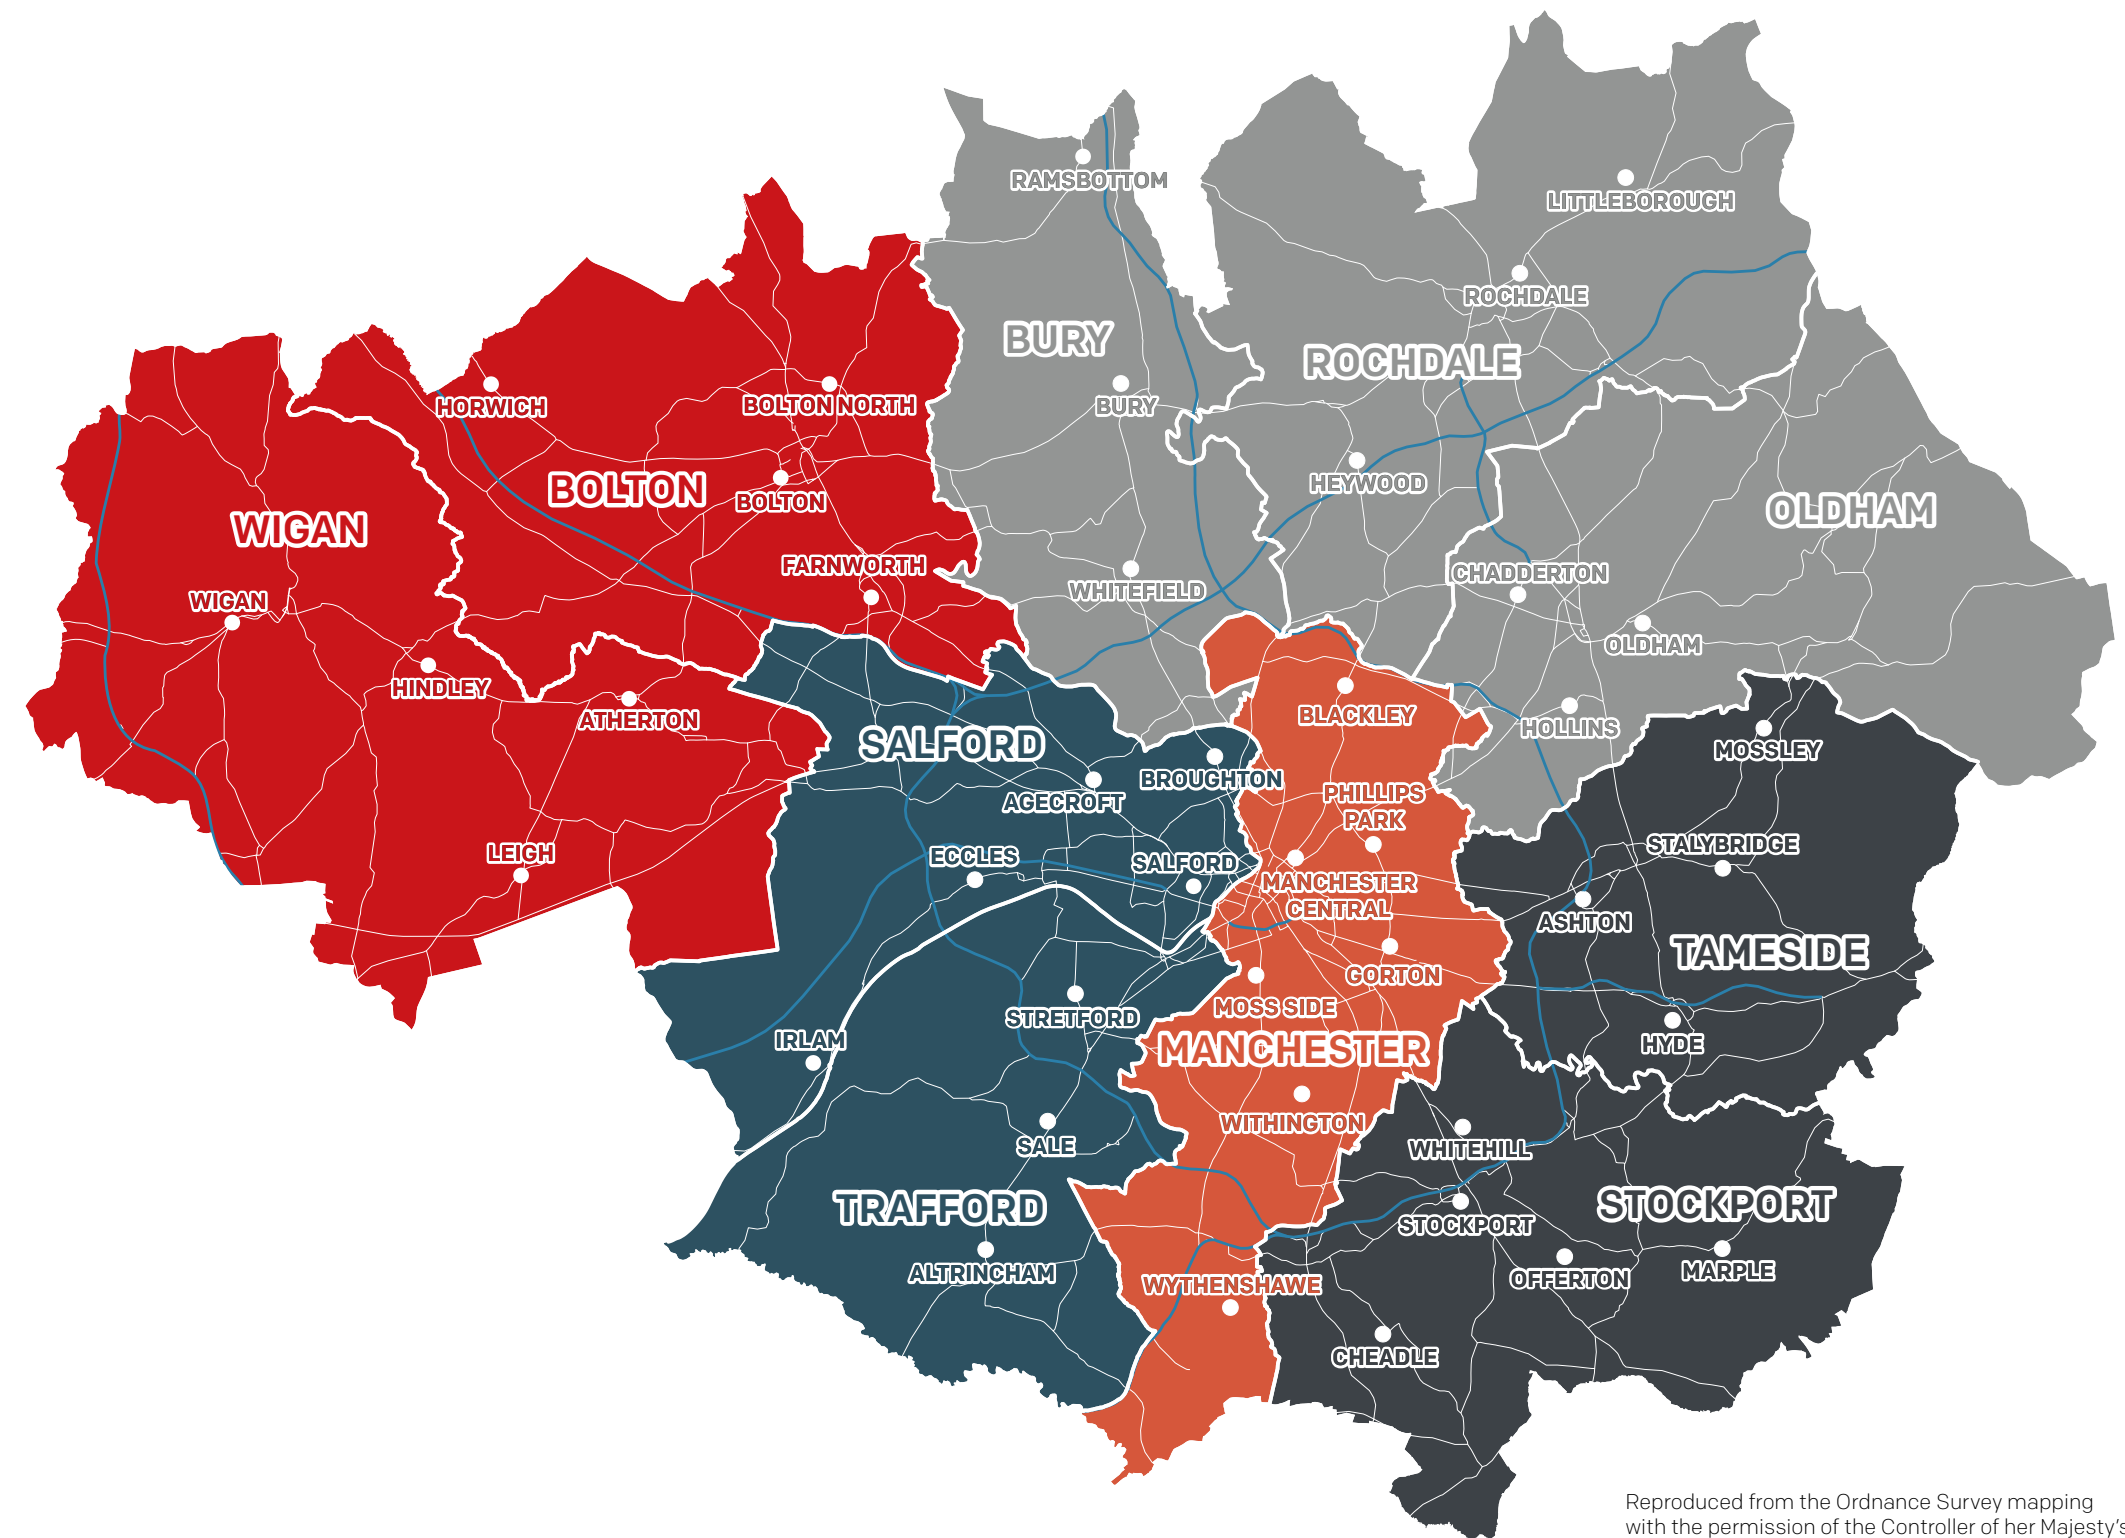 RAMSBOTTOM
LITTLEBOROUGH
ROCHDALE
BURY
ROCHDALE
HORWICH
BOLTON NORTH
BURY
BOLTON
BOLTON
HEYWOOD
OLDHAM
WIGAN
FARNWORTH
CHADDERTON
WHITEFIELD
WIGAN
OLDHAM
HINDLEY
ATHERTON
BLACKLEY
HOLLINS
SALFORD
MOSSLEY
BROUGHTON
AGECROFT
PHILLIPS
PARK
STALYBRIDGE
LEIGH
ECCLES
SALFORD
MANCHESTER
CENTRAL
ASHTON
TAMESIDE
GORTON
MOSS SIDE
STRETFORD
IRLAM
MANCHESTER
HYDE
WITHINGTON
SALE
WHITEHILL
TRAFFORD
STOCKPORT
STOCKPORT
ALTRINCHAM
WYTHENSHAWE
OFFERTON
MARPLE
CHEADLE
Reproduced from the Ordnance Survey mapping
with the permission of the Controller of her Majesty's